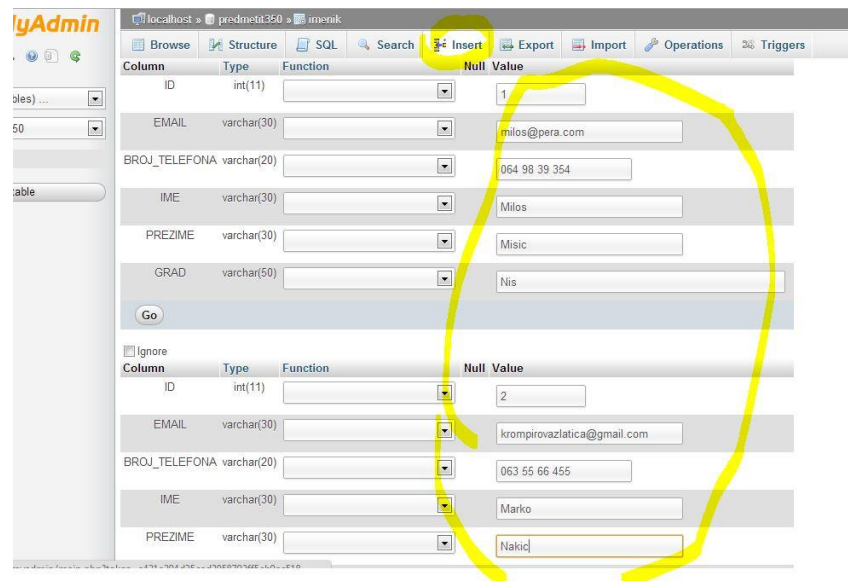 lyAdmin
localhost » predmetit350 » imenik
Browse Structure SQL Search Insert Export Import Operations Triggers
Column Type Function Null Value
ID int(11) 1
bles) ...
EMAIL varchar(30) milos@pera.com
50
BROJ_TELEFONA varchar(20) 064 98 39 354
IME varchar(30) Milos
table
PREZIME varchar(30) Misic
GRAD varchar(50) Nis
Go
Ignore
Column Type Function Null Value
ID int(11) 2
EMAIL varchar(30) krompirovazlatica@gmail.com
BROJ_TELEFONA varchar(20) 063 55 66 455
IME varchar(30) Marko
PREZIME varchar(30) Nakic